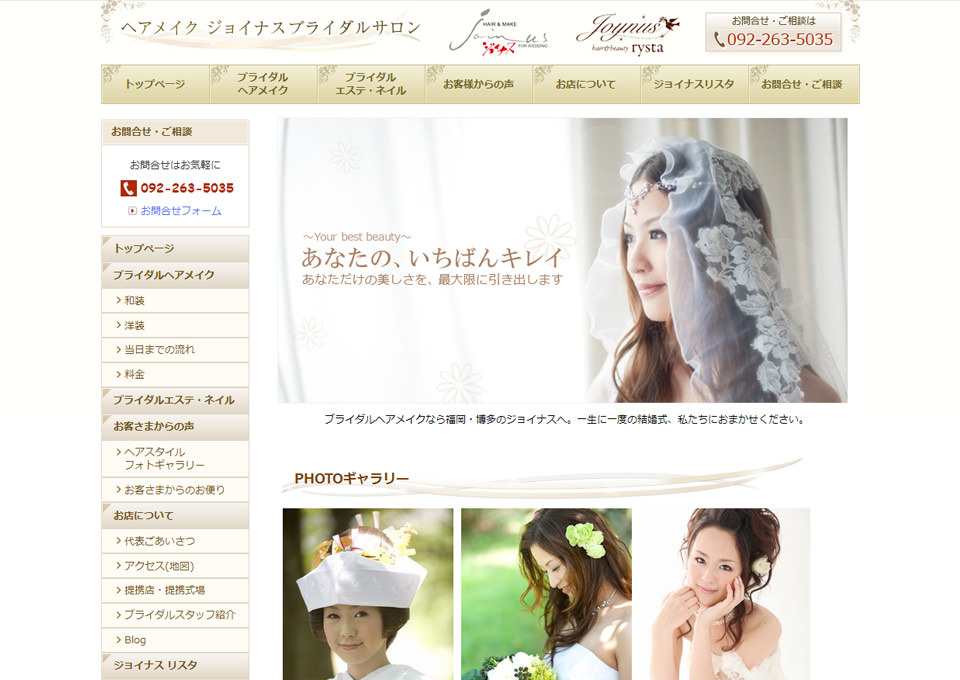 ヘアメイク ジョイナスブライダルサロン
HAIR & MAKE
join us
ジョイナス
FOR WEDDING
Joynus
hair&beauty rysta
お問合せ・ご相談は
092-263-5035
トップページ
ブライダル
ヘアメイク
ブライダル
エステ・ネイル
お客様からの声
お店について
ジョイナスリスタ
お問合せ・ご相談
お問合せ・ご相談
お問合せはお気軽に
092-263-5035
お問合せフォーム
トップページ
ブライダルヘアメイク
和装
洋装
当日までの流れ
料金
ブライダルエステ・ネイル
お客さまからの声
ヘアスタイル
フォトギャラリー
お客さまからのお便り
お店について
代表ごあいさつ
アクセス(地図)
提携店・提携式場
ブライダルスタッフ紹介
Blog
ジョイナス リスタ
～Your best beauty～
あなたの、いちばんキレイ
あなただけの美しさを、最大限に引き出します
ブライダルヘアメイクなら福岡・博多のジョイナスへ。一生に一度の結婚式、私たちにおまかせください。
PHOTOギャラリー